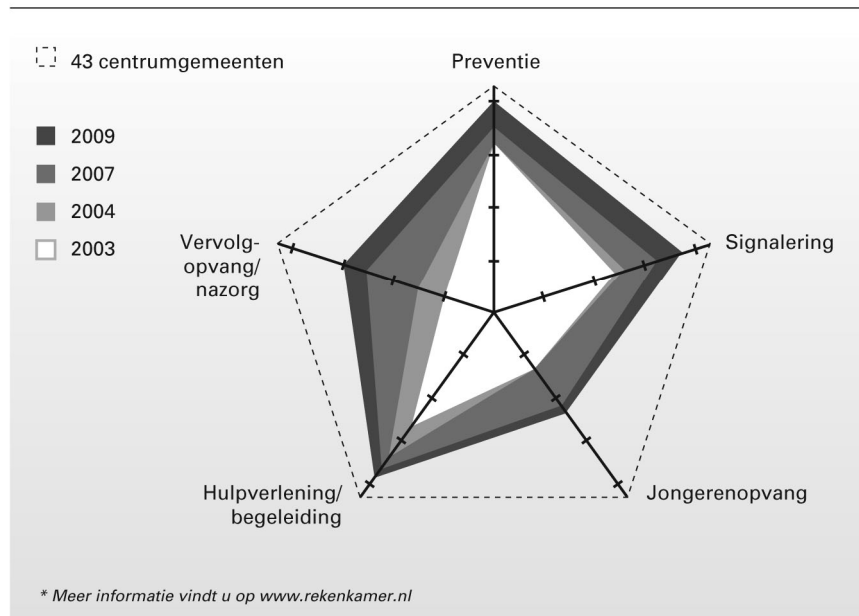 43 centrumgemeenten
2009
2007
2004
2003
Preventie
Signalering
Jongerenopvang
Hulpverlening/
begeleiding
Vervolg-
opvang/
nazorg
* Meer informatie vindt u op www.rekenkamer.nl